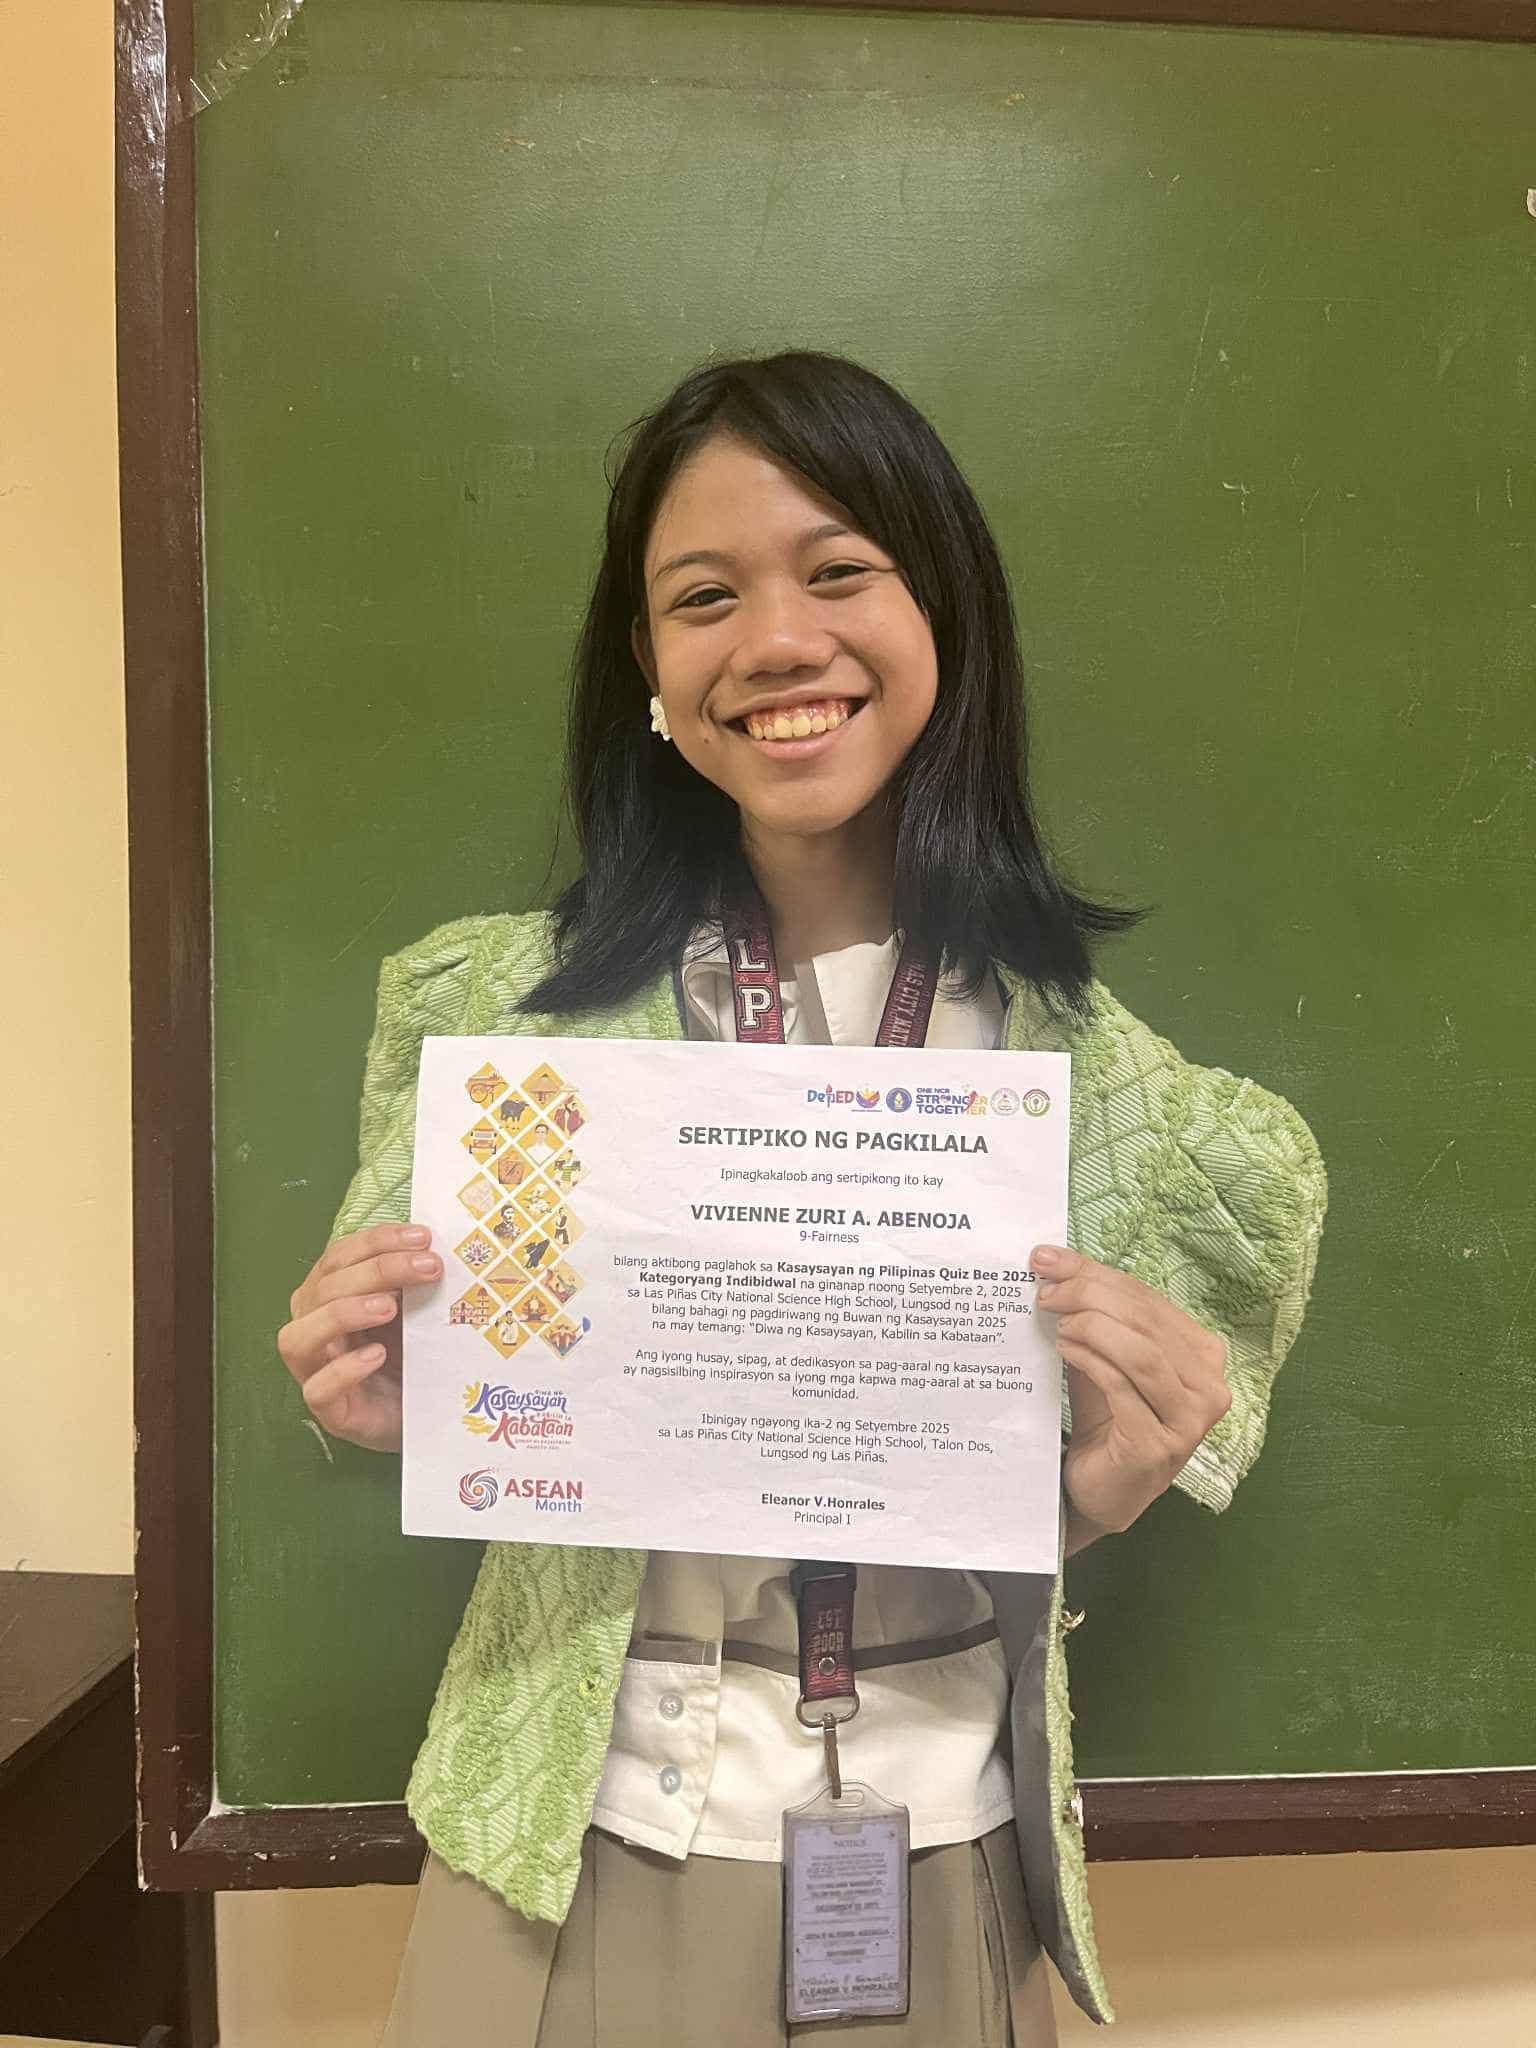 L
P
AS CITY NATI
DepED
ONE NCR
STRONGER
TOGETHER
SERTIPIKO NG PAGKILALA
Ipinagkakaloob ang sertipikong ito kay
VIVIENNE ZURI A. ABENOJA
9-Fairness
bilang aktibong paglahok sa Kasaysayan ng Pilipinas Quiz Bee 2025 –
Kategoryang Indibidwal na ginanap noong Setyembre 2, 2025
sa Las Piñas City National Science High School, Lungsod ng Las Piñas,
bilang bahagi ng pagdiriwang ng Buwan ng Kasaysayan 2025
na may temang: “Diwa ng Kasaysayan, Kabilin sa Kabataan”.
Ang iyong husay, sipag, at dedikasyon sa pag-aaral ng kasaysayan
ay nagsisilbing inspirasyon sa iyong mga kapwa mag-aaral at sa buong
komunidad.
Ibinigay ngayong ika-2 ng Setyembre 2025
sa Las Piñas City National Science High School, Talon Dos,
Lungsod ng Las Piñas.
Eleanor V.Honrales
Principal I
DIWA NG
Kasaysayan
KABILIN SA
Kabataan
ASEAN
Month
EST
2009
NOTICE
ELEANOR V. HONRALES